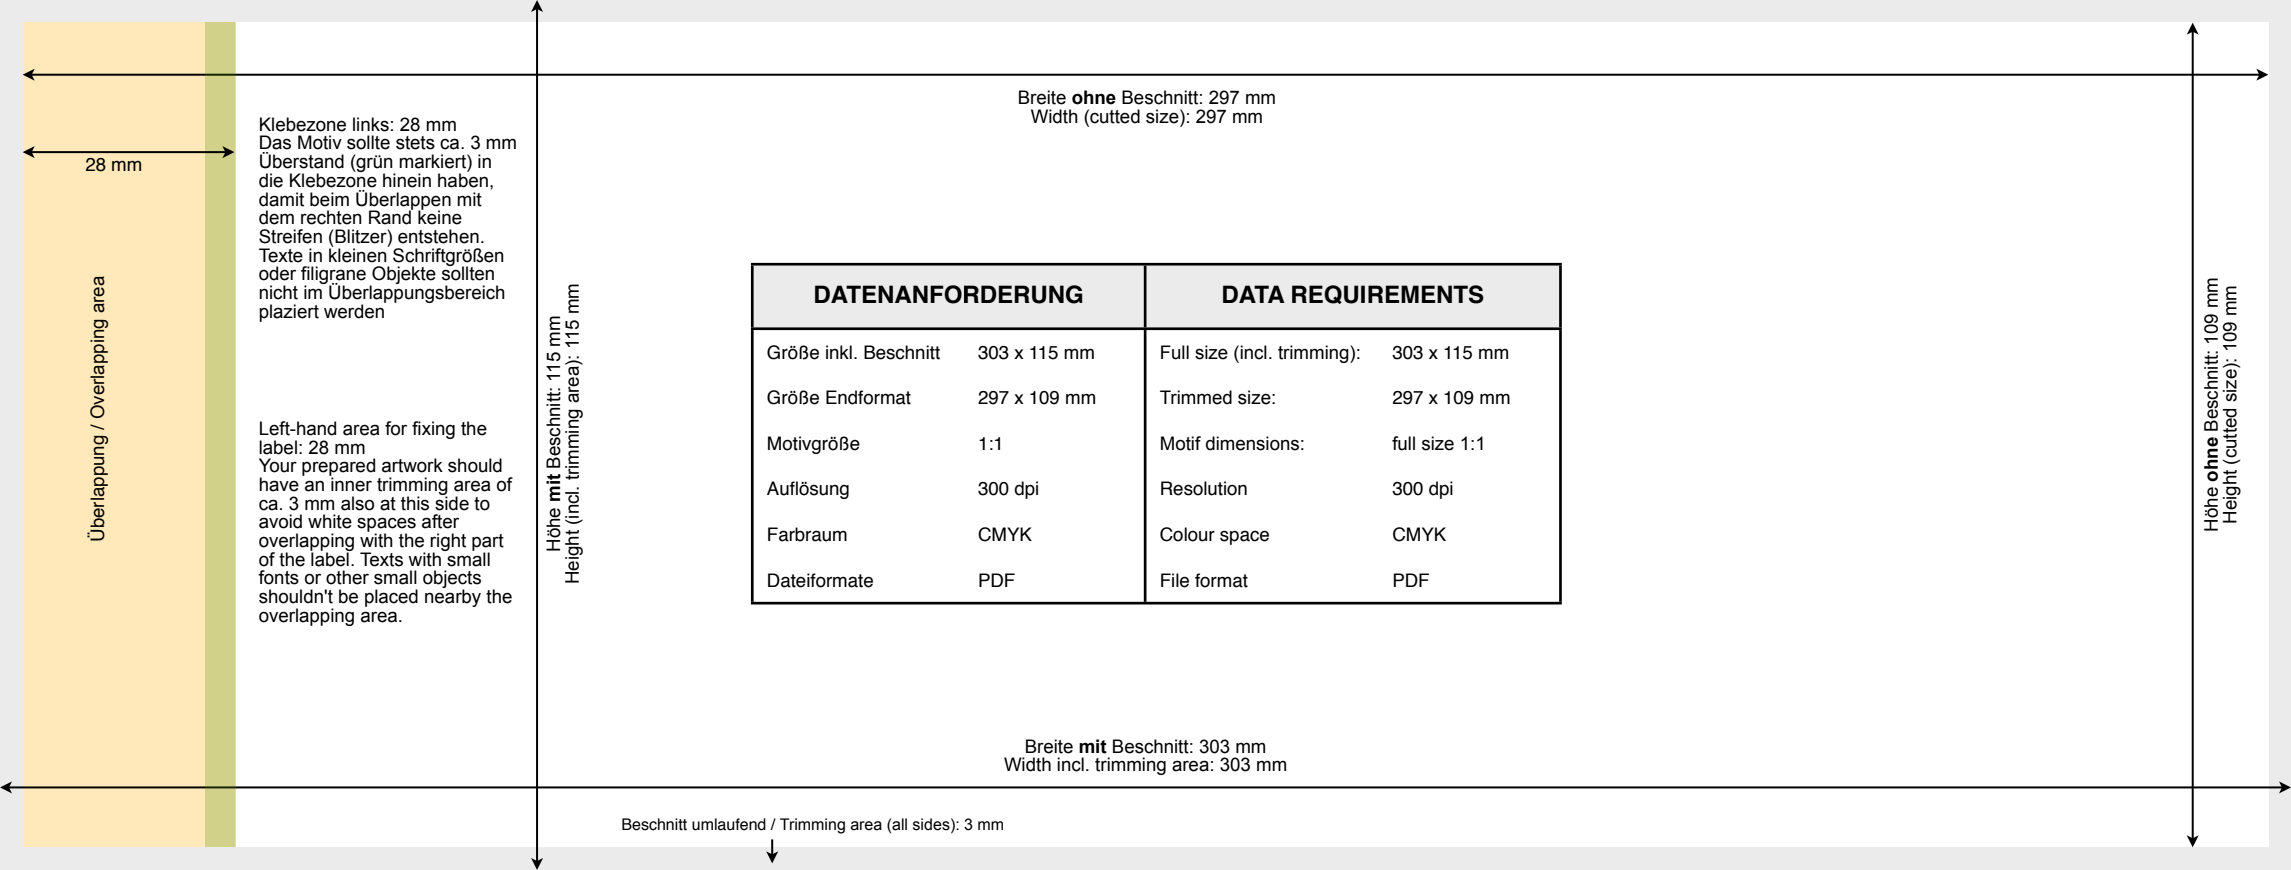 Breite ohne Beschnitt: 297 mm
Width (cutted size): 297 mm
28 mm
Überlappung / Overlapping area
Klebezone links: 28 mm
Das Motiv sollte stets ca. 3 mm
Überstand (grün markiert) in
die Klebezone hinein haben,
damit beim Überlappen mit
dem rechten Rand keine
Streifen (Blitzer) entstehen.
Texte in kleinen Schriftgrößen
oder filigrane Objekte sollten
nicht im Überlappungsbereich
plaziert werden
Left-hand area for fixing the
label: 28 mm
Your prepared artwork should
have an inner trimming area of
ca. 3 mm also at this side to
avoid white spaces after
overlapping with the right part
of the label. Texts with small
fonts or other small objects
shouldn't be placed nearby the
overlapping area.
Höhe mit Beschnitt: 115 mm
Height (incl. trimming area): 115 mm
DATENANFORDERUNG DATA REQUIREMENTS
Größe inkl. Beschnitt 303 x 115 mm Full size (incl. trimming): 303 x 115 mm
Größe Endformat 297 x 109 mm Trimmed size: 297 x 109 mm
Motivgröße 1:1 Motif dimensions: full size 1:1
Auflösung 300 dpi Resolution 300 dpi
Farbraum CMYK Colour space CMYK
Dateiformate PDF File format PDF
Höhe ohne Beschnitt: 109 mm
Height (cutted size): 109 mm
Breite mit Beschnitt: 303 mm
Width incl. trimming area: 303 mm
Beschnitt umlaufend / Trimming area (all sides): 3 mm